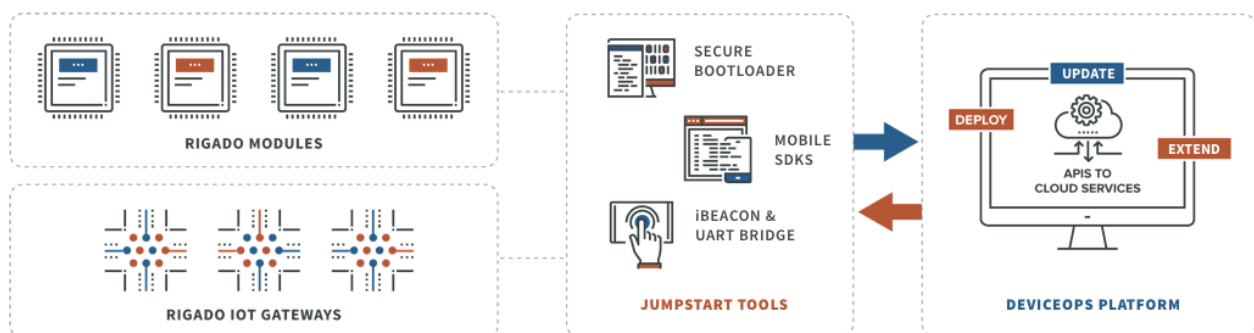 RIGADO MODULES
RIGADO IOT GATEWAYS
SECURE
BOOTLOADER
MOBILE
SDKS
iBEACON &
UART BRIDGE
JUMPSTART TOOLS
UPDATE
DEPLOY
EXTEND
APIS TO
CLOUD SERVICES
DEVICEOPS PLATFORM